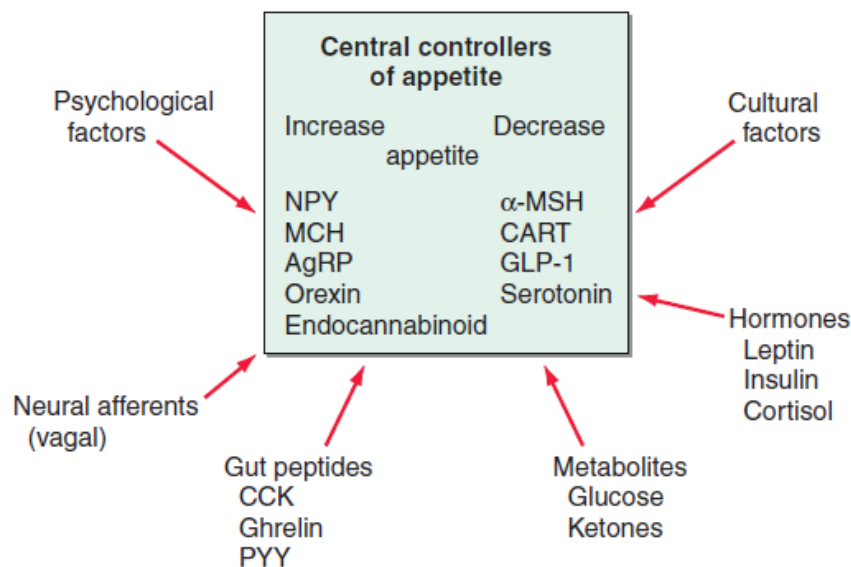 Central controllers
of appetite
Psychological
factors
Cultural
factors
Increase Decrease
appetite
NPY α-MSH
MCH CART
AgRP GLP-1
Orexin Serotonin
Endocannabinoid
Hormones
Leptin
Insulin
Cortisol
Neural afferents
(vagal)
Gut peptides
CCK
Ghrelin
PYY
Metabolites
Glucose
Ketones